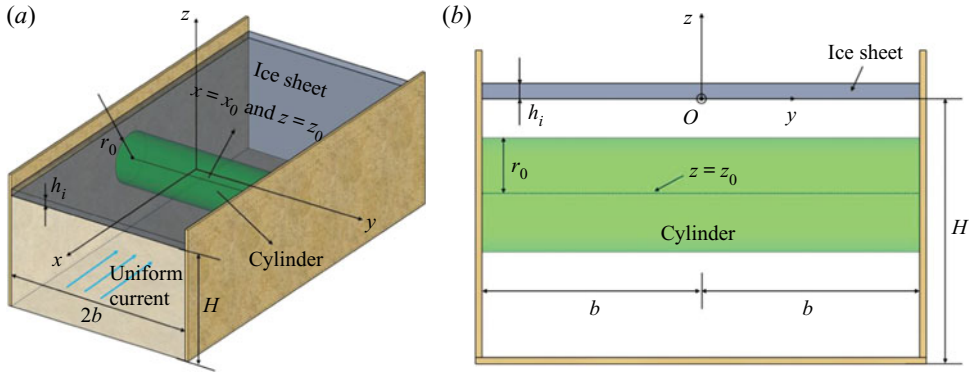 (a)
z
Ice sheet
x = x₀ and z = z₀
r₀
hᵢ
y
x
Cylinder
Uniform
current
H
2b
(b)
z
Ice sheet
hᵢ
O
y
r₀
z = z₀
H
Cylinder
b
b